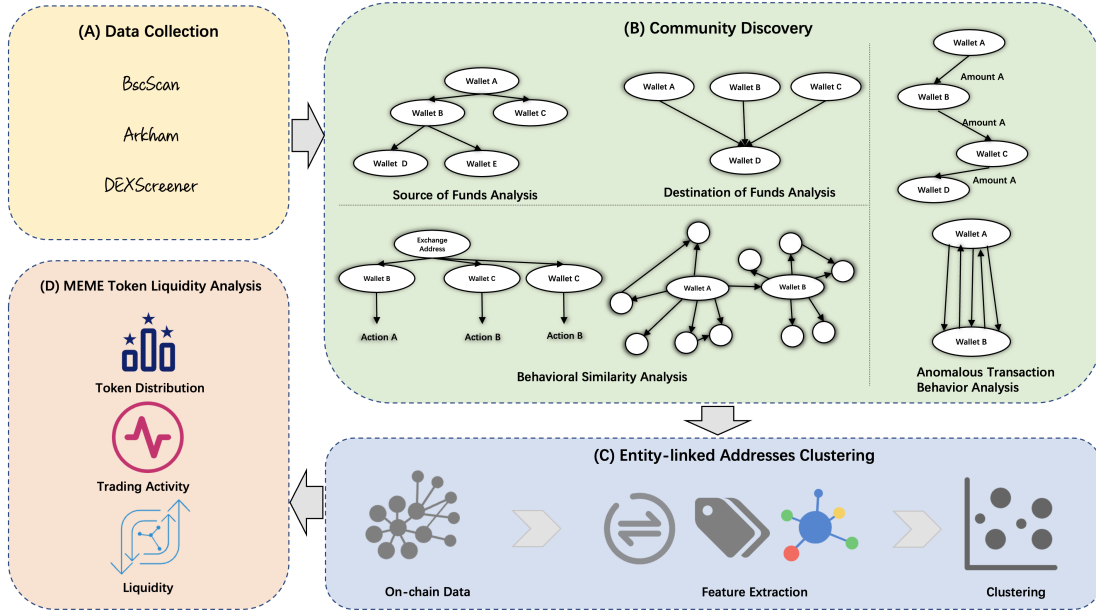 (A) Data Collection
BscScan
Arkham
DEXScreener
(B) Community Discovery
Wallet A
Wallet B
Wallet C
Wallet D
Wallet E
Source of Funds Analysis
Wallet A
Wallet B
Wallet C
Wallet D
Destination of Funds Analysis
Exchange
Address
Wallet B
Wallet C
Wallet C
Action A
Action B
Action B
Wallet A
Wallet B
Behavioral Similarity Analysis
Wallet A
Amount A
Wallet B
Amount A
Wallet C
Amount A
Wallet D
Wallet A
Wallet B
Anomalous Transaction
Behavior Analysis
(C) Entity-linked Addresses Clustering
On-chain Data
Feature Extraction
Clustering
(D) MEME Token Liquidity Analysis
Token Distribution
Trading Activity
Liquidity